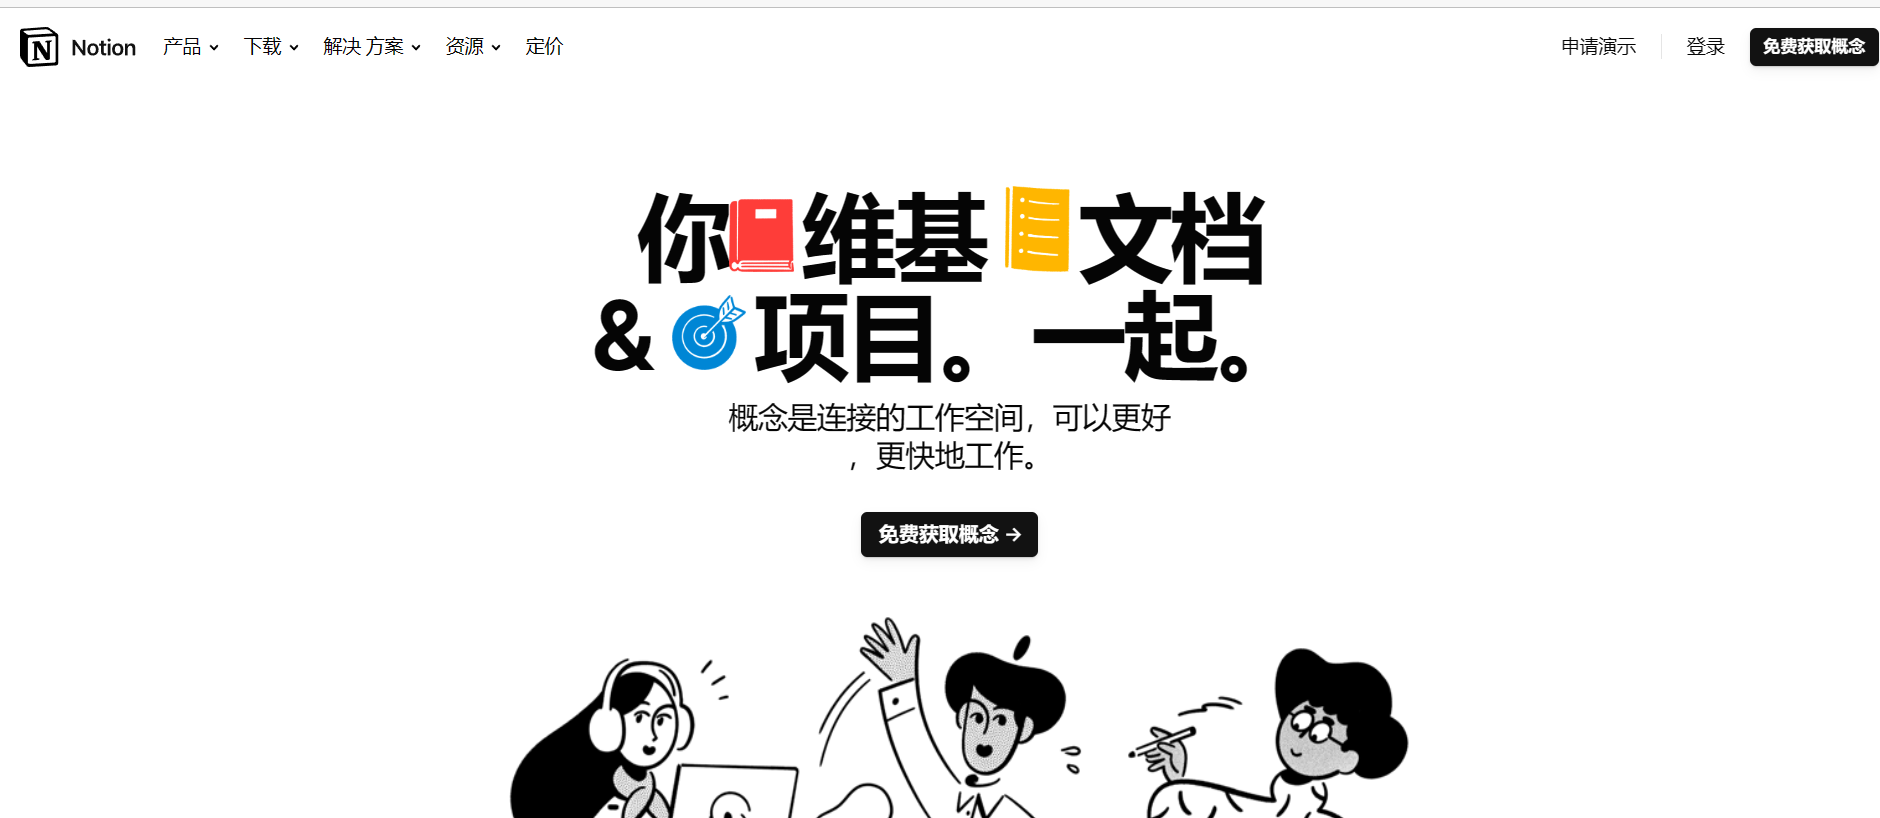 Notion 产品 下载 解决 方案 资源 定价 申请演示 登录 免费获取概念
你维基文档
&项目。一起。
概念是连接的工作空间，可以更好
，更快地工作。
免费获取概念 →